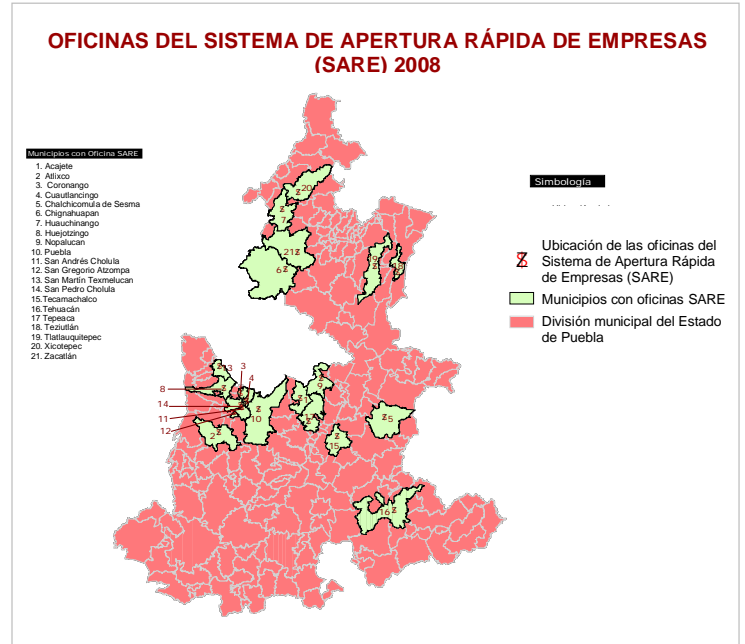 OFICINAS DEL SISTEMA DE APERTURA RÁPIDA DE EMPRESAS
(SARE) 2008
Municipios con Oficina SARE
1. Acajete
2 Atlixco
3. Coronango
4. Cuautlancingo
5. Chalchicomula de Sesma
6. Chignahuapan
7. Huauchinango
8. Huejotzingo
9. Nopalucan
10. Puebla
11. San Andrés Cholula
12. San Gregorio Atzompa
13. San Martín Texmelucan
14. San Pedro Cholula
15.Tecamachalco
16.Tehuacán
17 Tepeaca
18. Teziutlán
19. Tlatlauquitepec
20. Xicotepec
21. Zacatlán
Simbología
Ubicación de las oficinas del
Sistema de Apertura Rápida
de Empresas (SARE)
Municipios con oficinas SARE
División municipal del Estado
de Puebla
20
7
21
6
19
18
13
3
4
8
14
11
12
10
2
1
9
17
15
5
16